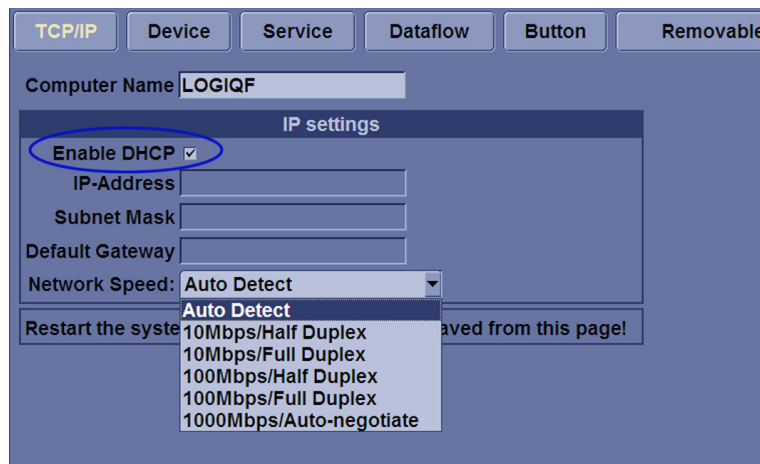 TCP/IP Device Service Dataflow Button Removable
Computer Name LOGIQF
IP settings
Enable DHCP
IP-Address
Subnet Mask
Default Gateway
Network Speed: Auto Detect
Auto Detect
Restart the syste aved from this page!
10Mbps/Half Duplex
10Mbps/Full Duplex
100Mbps/Half Duplex
100Mbps/Full Duplex
1000Mbps/Auto-negotiate